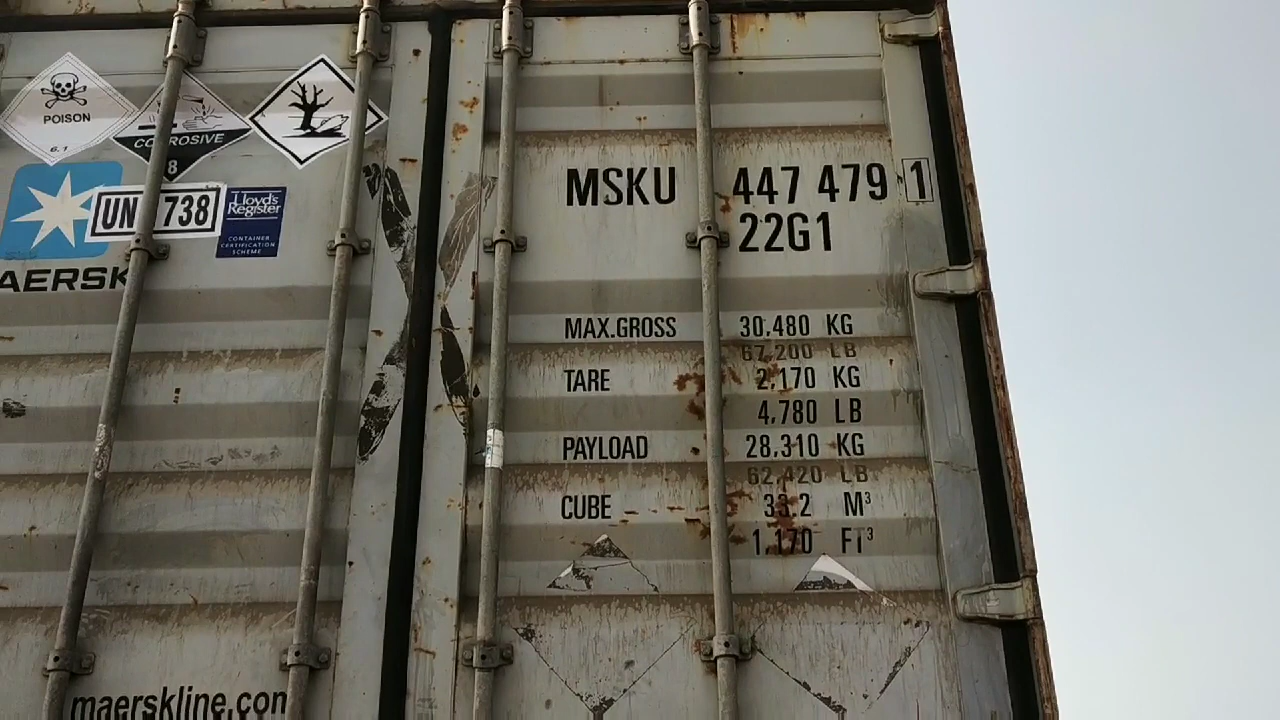 POISON
6.1
CORROSIVE
8
UN 738
Lloyd's
Register
CONTAINER
CERTIFICATION
SCHEME
AERSK
maerskline.com
MSKU 447 479 1
22G1
MAX.GROSS 30.480 KG
67,200 LB
TARE 2,170 KG
4,780 LB
PAYLOAD 28,310 KG
62,420 LB
CUBE 33.2 M³
1,170 FT³